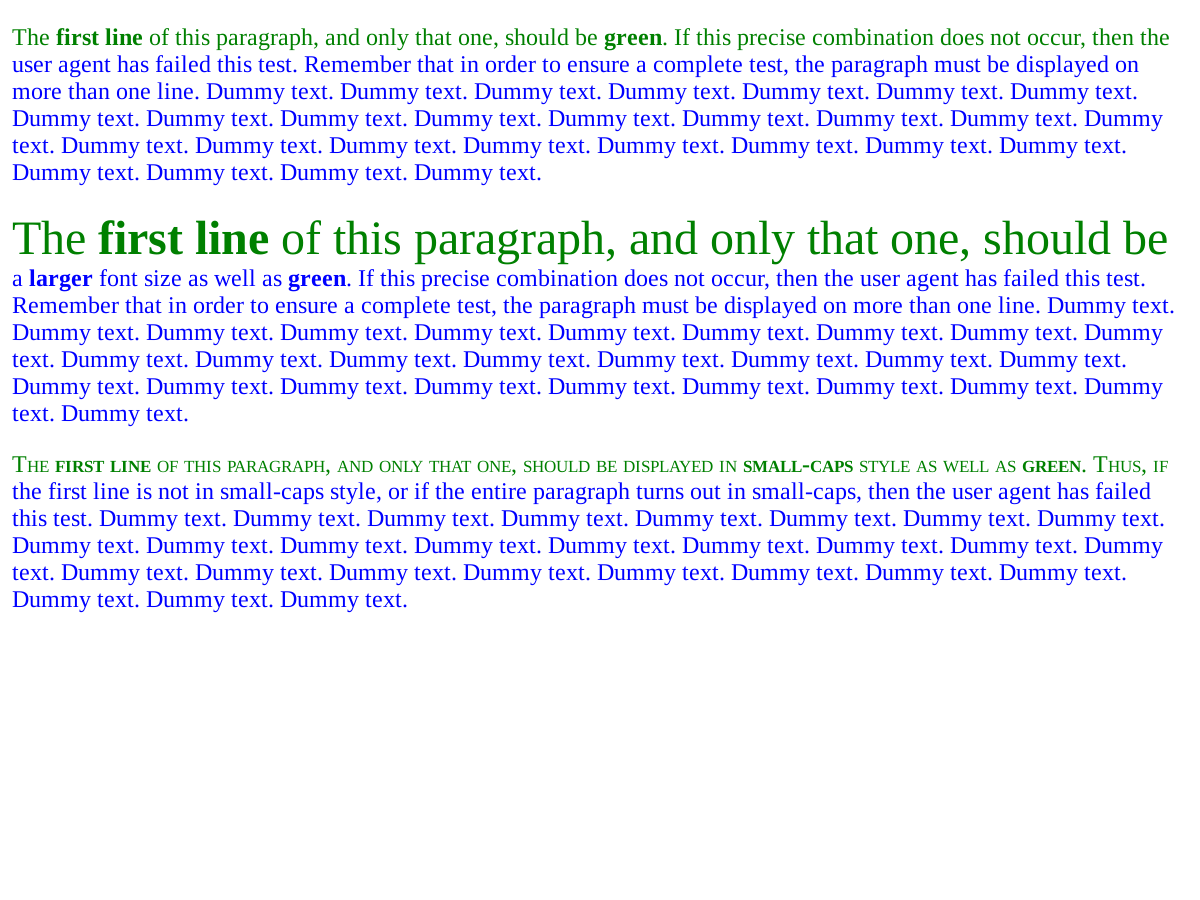 The first line of this paragraph, and only that one, should be green. If this precise combination does not occur, then the
user agent has failed this test. Remember that in order to ensure a complete test, the paragraph must be displayed on
more than one line. Dummy text. Dummy text. Dummy text. Dummy text. Dummy text. Dummy text. Dummy text.
Dummy text. Dummy text. Dummy text. Dummy text. Dummy text. Dummy text. Dummy text. Dummy text. Dummy
text. Dummy text. Dummy text. Dummy text. Dummy text. Dummy text. Dummy text. Dummy text. Dummy text.
Dummy text. Dummy text. Dummy text. Dummy text.
The first line of this paragraph, and only that one, should be
a larger font size as well as green. If this precise combination does not occur, then the user agent has failed this test.
Remember that in order to ensure a complete test, the paragraph must be displayed on more than one line. Dummy text.
Dummy text. Dummy text. Dummy text. Dummy text. Dummy text. Dummy text. Dummy text. Dummy text. Dummy
text. Dummy text. Dummy text. Dummy text. Dummy text. Dummy text. Dummy text. Dummy text. Dummy text.
Dummy text. Dummy text. Dummy text. Dummy text. Dummy text. Dummy text. Dummy text. Dummy text. Dummy
text. Dummy text.
The first line of this paragraph, and only that one, should be displayed in small-caps style as well as green. Thus, if
the first line is not in small-caps style, or if the entire paragraph turns out in small-caps, then the user agent has failed
this test. Dummy text. Dummy text. Dummy text. Dummy text. Dummy text. Dummy text. Dummy text. Dummy text.
Dummy text. Dummy text. Dummy text. Dummy text. Dummy text. Dummy text. Dummy text. Dummy text. Dummy
text. Dummy text. Dummy text. Dummy text. Dummy text. Dummy text. Dummy text. Dummy text. Dummy text.
Dummy text. Dummy text. Dummy text.